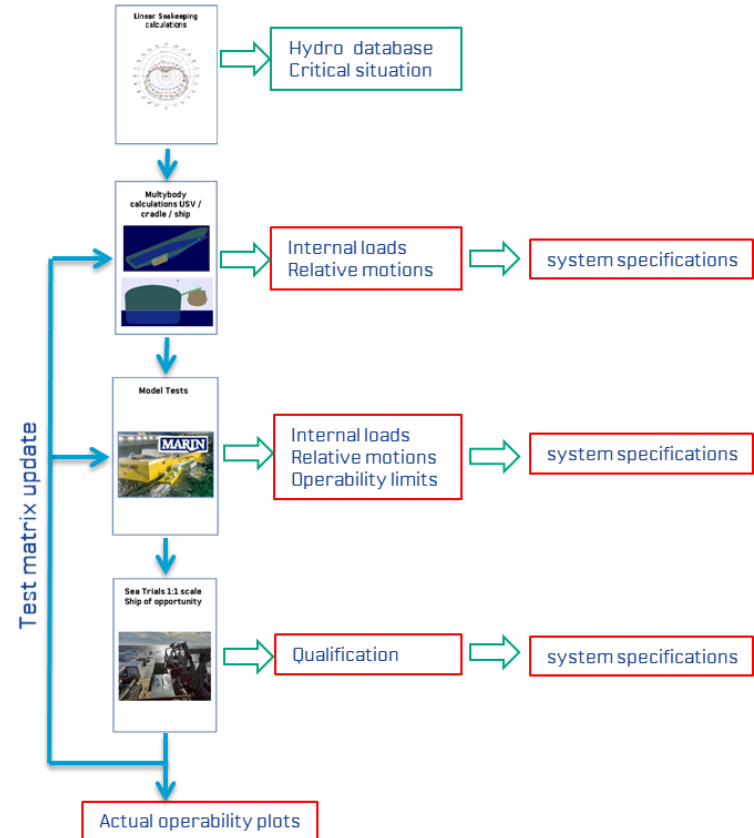 Linear Seakeeping
calculations
Hydro database
Critical situation
Multybody
calculations USV /
cradle / ship
Internal loads
Relative motions
system specifications
Model Tests
MARIN
Internal loads
Relative motions
Operability limits
system specifications
Test matrix update
Sea Trials 1:1 scale
Ship of opportunity
Qualification
system specifications
Actual operability plots